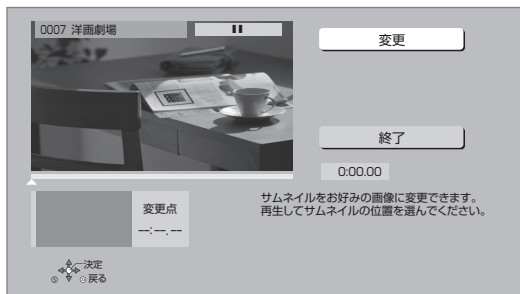 0007 洋画劇場
変更
終了
0:00.00
変更点
--:--.--
サムネイルをお好みの画像に変更できます。
再生してサムネイルの位置を選んでください。
決定
戻る